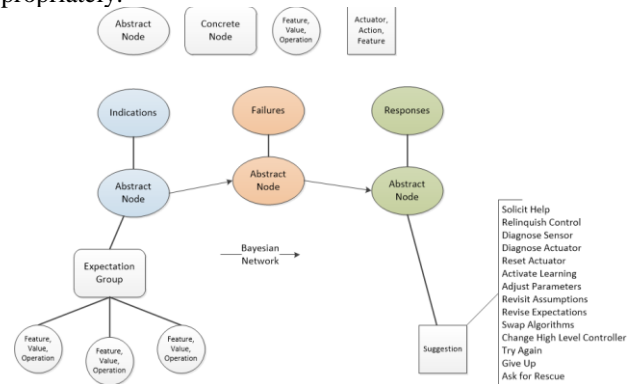 propriately.
Abstract
Node
Concrete
Node
Feature,
Value,
Operation
Actuator,
Action,
Feature
Indications
Failures
Responses
Abstract
Node
Abstract
Node
Abstract
Node
Bayesian
Network
Expectation
Group
Feature,
Value,
Operation
Feature,
Value,
Operation
Feature,
Value,
Operation
Suggestion
Solicit Help
Relinquish Control
Diagnose Sensor
Diagnose Actuator
Reset Actuator
Activate Learning
Adjust Parameters
Revisit Assumptions
Revise Expectations
Swap Algorithms
Change High Level Controller
Try Again
Give Up
Ask for Rescue